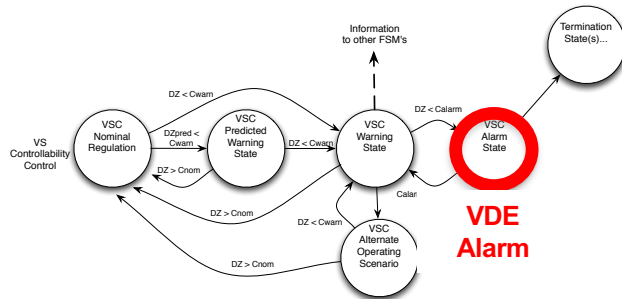 Information
to other FSM's
Termination
State(s)...
DZ < Cwarn
DZ < Calarm
VS
Controllability
Control
VSC
Nominal
Regulation
DZpred <
Cwarn
VSC
Predicted
Warning
State
DZ < Cwarn
VSC
Warning
State
VSC
Alarm
State
DZ > Cnom
DZ > Cnom
DZ < Cwarn
Calar
VSC
Alternate
Operating
Scenario
DZ > Cnom
VDE
Alarm